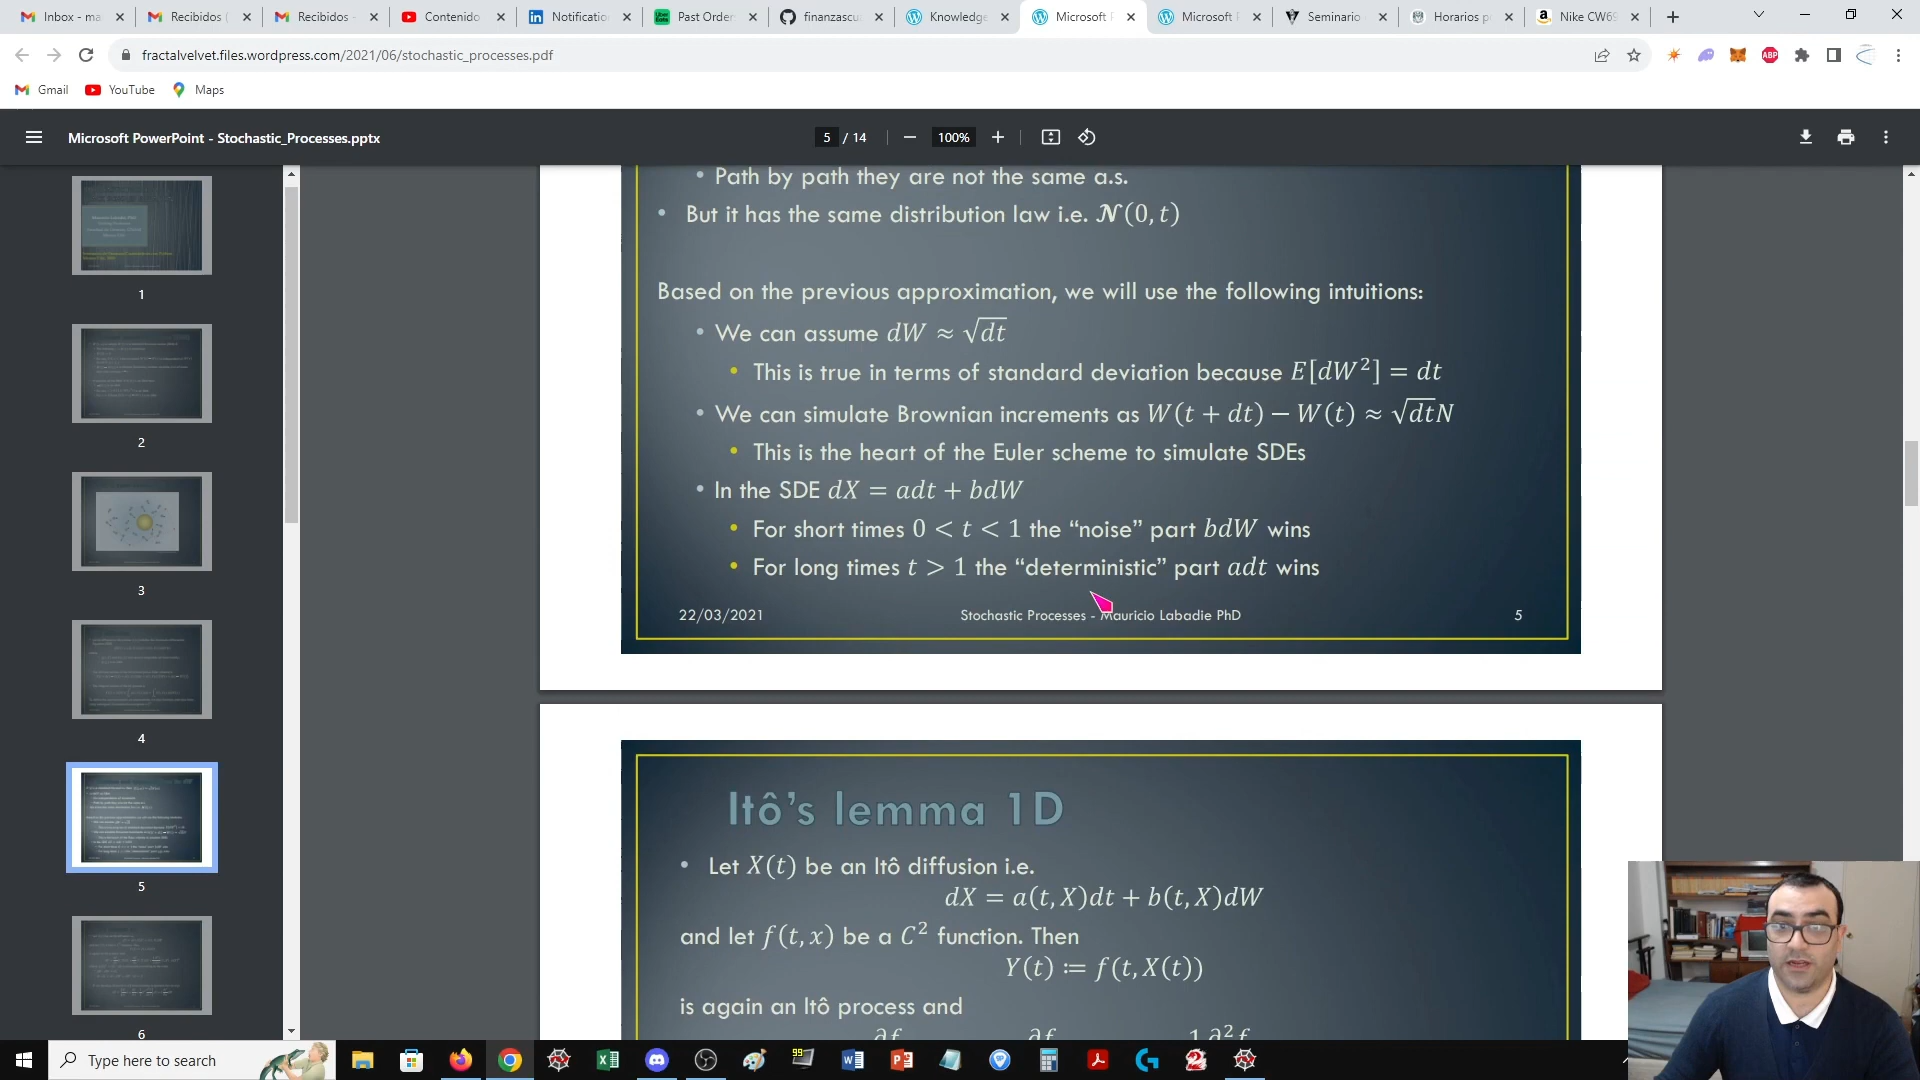 Inbox - ma
Recibidos (
Recibidos -
Contenido
Notification
Past Order
finanzascu
Knowledge
Microsoft P
Microsoft P
Seminario
Horarios p
Nike CW6
fractalvelvet.files.wordpress.com/2021/06/stochastic_processes.pdf
ABP
Gmail
YouTube
Maps
Microsoft PowerPoint - Stochastic_Processes.pptx
5 / 14
100%
• Path by path they are not the same a.s.
• But it has the same distribution law i.e. 𝓝(0, t)
Based on the previous approximation, we will use the following intuitions:
• We can assume dW ≈ √dt
• This is true in terms of standard deviation because E[dW²] = dt
• We can simulate Brownian increments as W(t + dt) − W(t) ≈ √dtN
• This is the heart of the Euler scheme to simulate SDEs
• In the SDE dX = adt + bdW
• For short times 0 < t < 1 the “noise” part bdW wins
• For long times t > 1 the “deterministic” part adt wins
22/03/2021
Stochastic Processes - Mauricio Labadie PhD
5
Itô’s lemma 1D
• Let X(t) be an Itô diffusion i.e.
dX = a(t, X)dt + b(t, X)dW
and let f(t, x) be a C² function. Then
Y(t) ≔ f(t, X(t))
is again an Itô process and
∂f ∂f 1 ∂²f
1
2
3
4
5
6
Type here to search
99